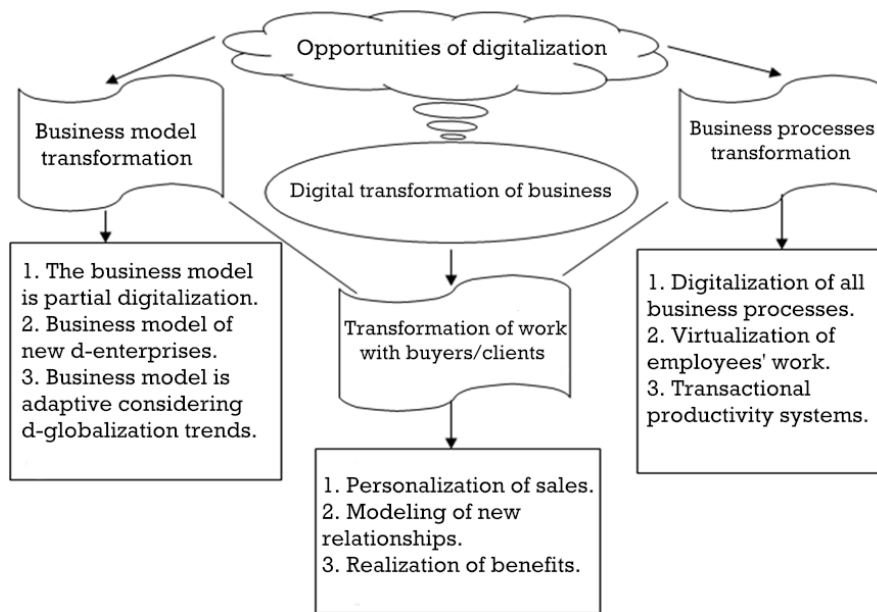 Opportunities of digitalization
Business model
transformation
Business processes
transformation
Digital transformation of business
1. The business model
is partial digitalization.
2. Business model of
new d-enterprises.
3. Business model is
adaptive considering
d-globalization trends.
Transformation of work
with buyers/clients
1. Digitalization of all
business processes.
2. Virtualization of
employees' work.
3. Transactional
productivity systems.
1. Personalization of sales.
2. Modeling of new
relationships.
3. Realization of benefits.